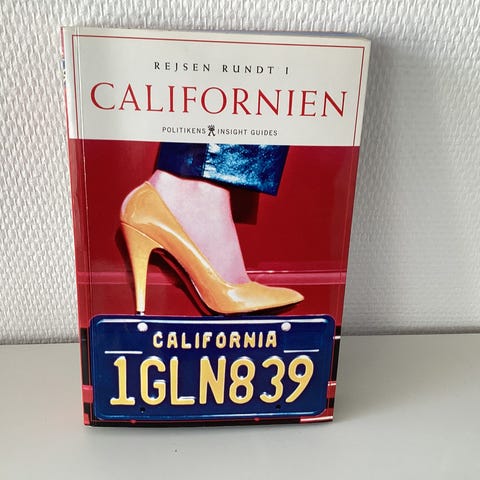 REJSEN RUNDT I
CALIFORNIEN
POLITIKENS INSIGHT GUIDES
CALIFORNIA
1GLN839